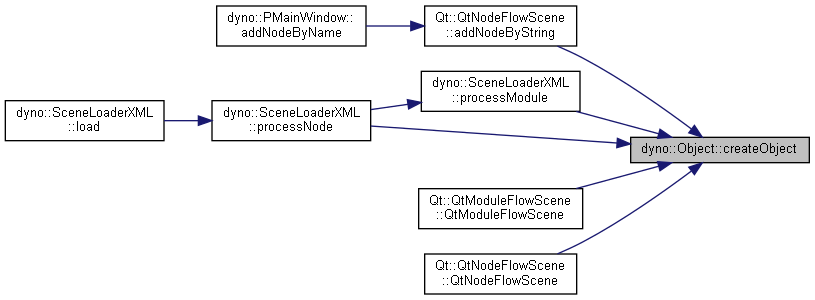 dyno::PMainWindow::
addNodeByName
Qt::QtNodeFlowScene
::addNodeByString
dyno::SceneLoaderXML
::load
dyno::SceneLoaderXML
::processNode
dyno::SceneLoaderXML
::processModule
dyno::Object::createObject
Qt::QtModuleFlowScene
::QtModuleFlowScene
Qt::QtNodeFlowScene
::QtNodeFlowScene